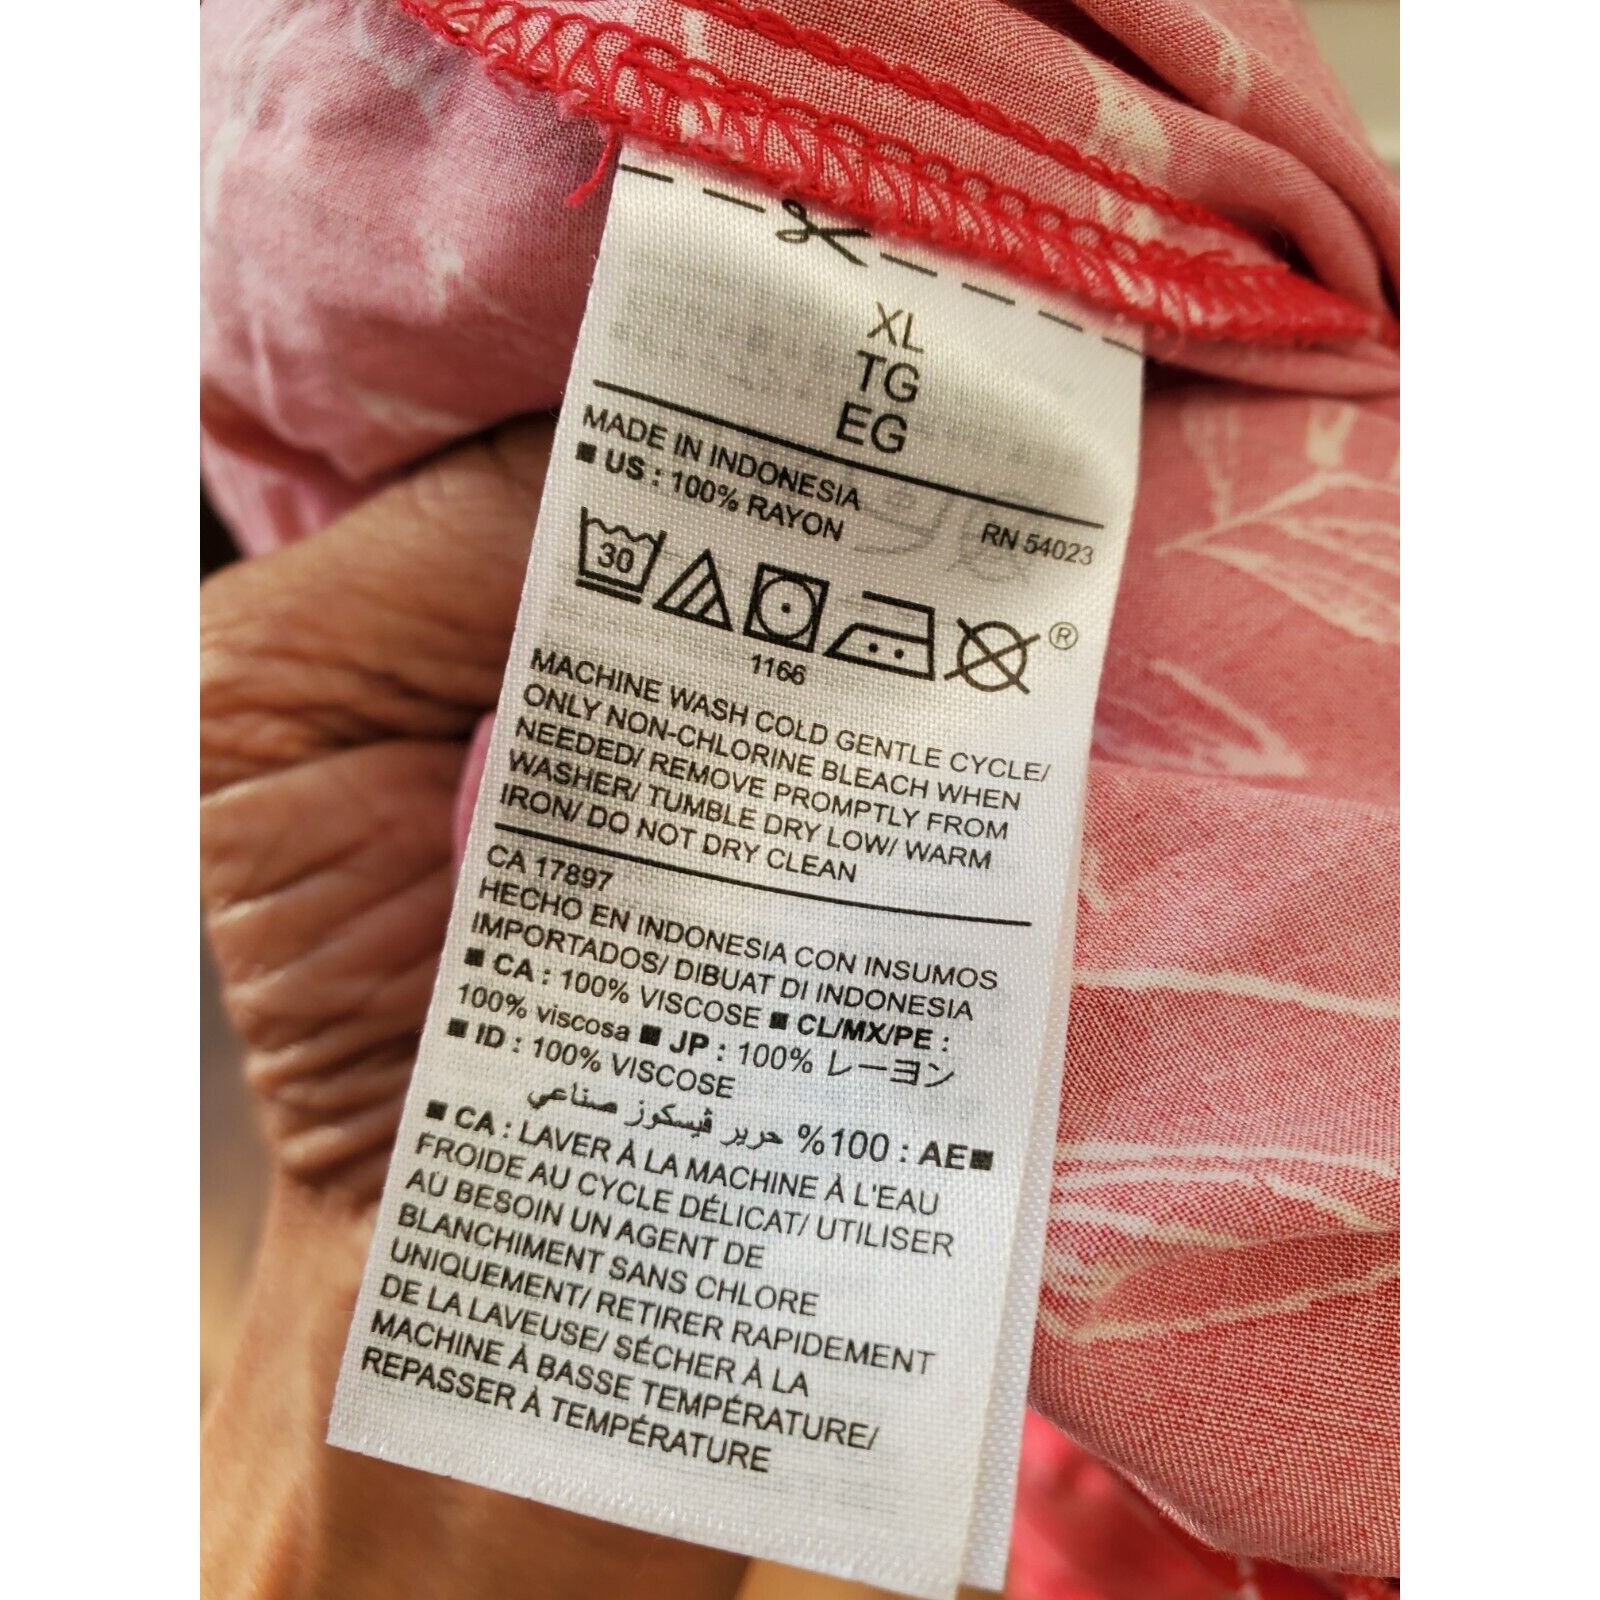 XL
TG
EG
MADE IN INDONESIA
■ US : 100% RAYON
RN 54023
30
®
1166
MACHINE WASH COLD GENTLE CYCLE/
ONLY NON-CHLORINE BLEACH WHEN
NEEDED/ REMOVE PROMPTLY FROM
WASHER/ TUMBLE DRY LOW/ WARM
IRON/ DO NOT DRY CLEAN
CA 17897
HECHO EN INDONESIA CON INSUMOS
IMPORTADOS/ DIBUAT DI INDONESIA
■ CA : 100% VISCOSE ■ CL/MX/PE :
100% viscosa ■ JP : 100% レーヨン
■ ID : 100% VISCOSE
■AE : 100% حرير ڤيسكوز صناعي
■ CA : LAVER À LA MACHINE À L'EAU
FROIDE AU CYCLE DÉLICAT/ UTILISER
AU BESOIN UN AGENT DE
BLANCHIMENT SANS CHLORE
UNIQUEMENT/ RETIRER RAPIDEMENT
DE LA LAVEUSE/ SÉCHER À LA
MACHINE À BASSE TEMPÉRATURE/
REPASSER À TEMPÉRATURE